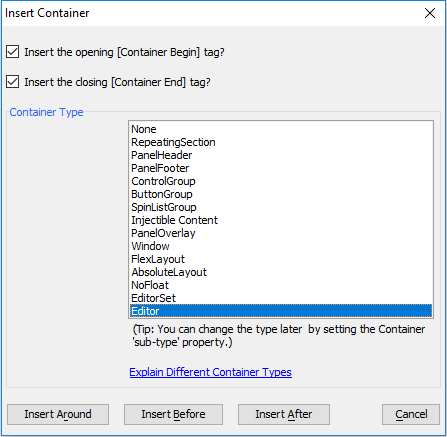 Insert Container
Insert the opening [Container Begin] tag?
Insert the closing [Container End] tag?
Container Type
None
RepeatingSection
PanelHeader
PanelFooter
ControlGroup
ButtonGroup
SpinListGroup
Injectible Content
PanelOverlay
Window
FlexLayout
AbsoluteLayout
NoFloat
EditorSet
Editor
(Tip: You can change the type later by setting the Container
'sub-type' property.)
Explain Different Container Types
Insert Around Insert Before Insert After Cancel